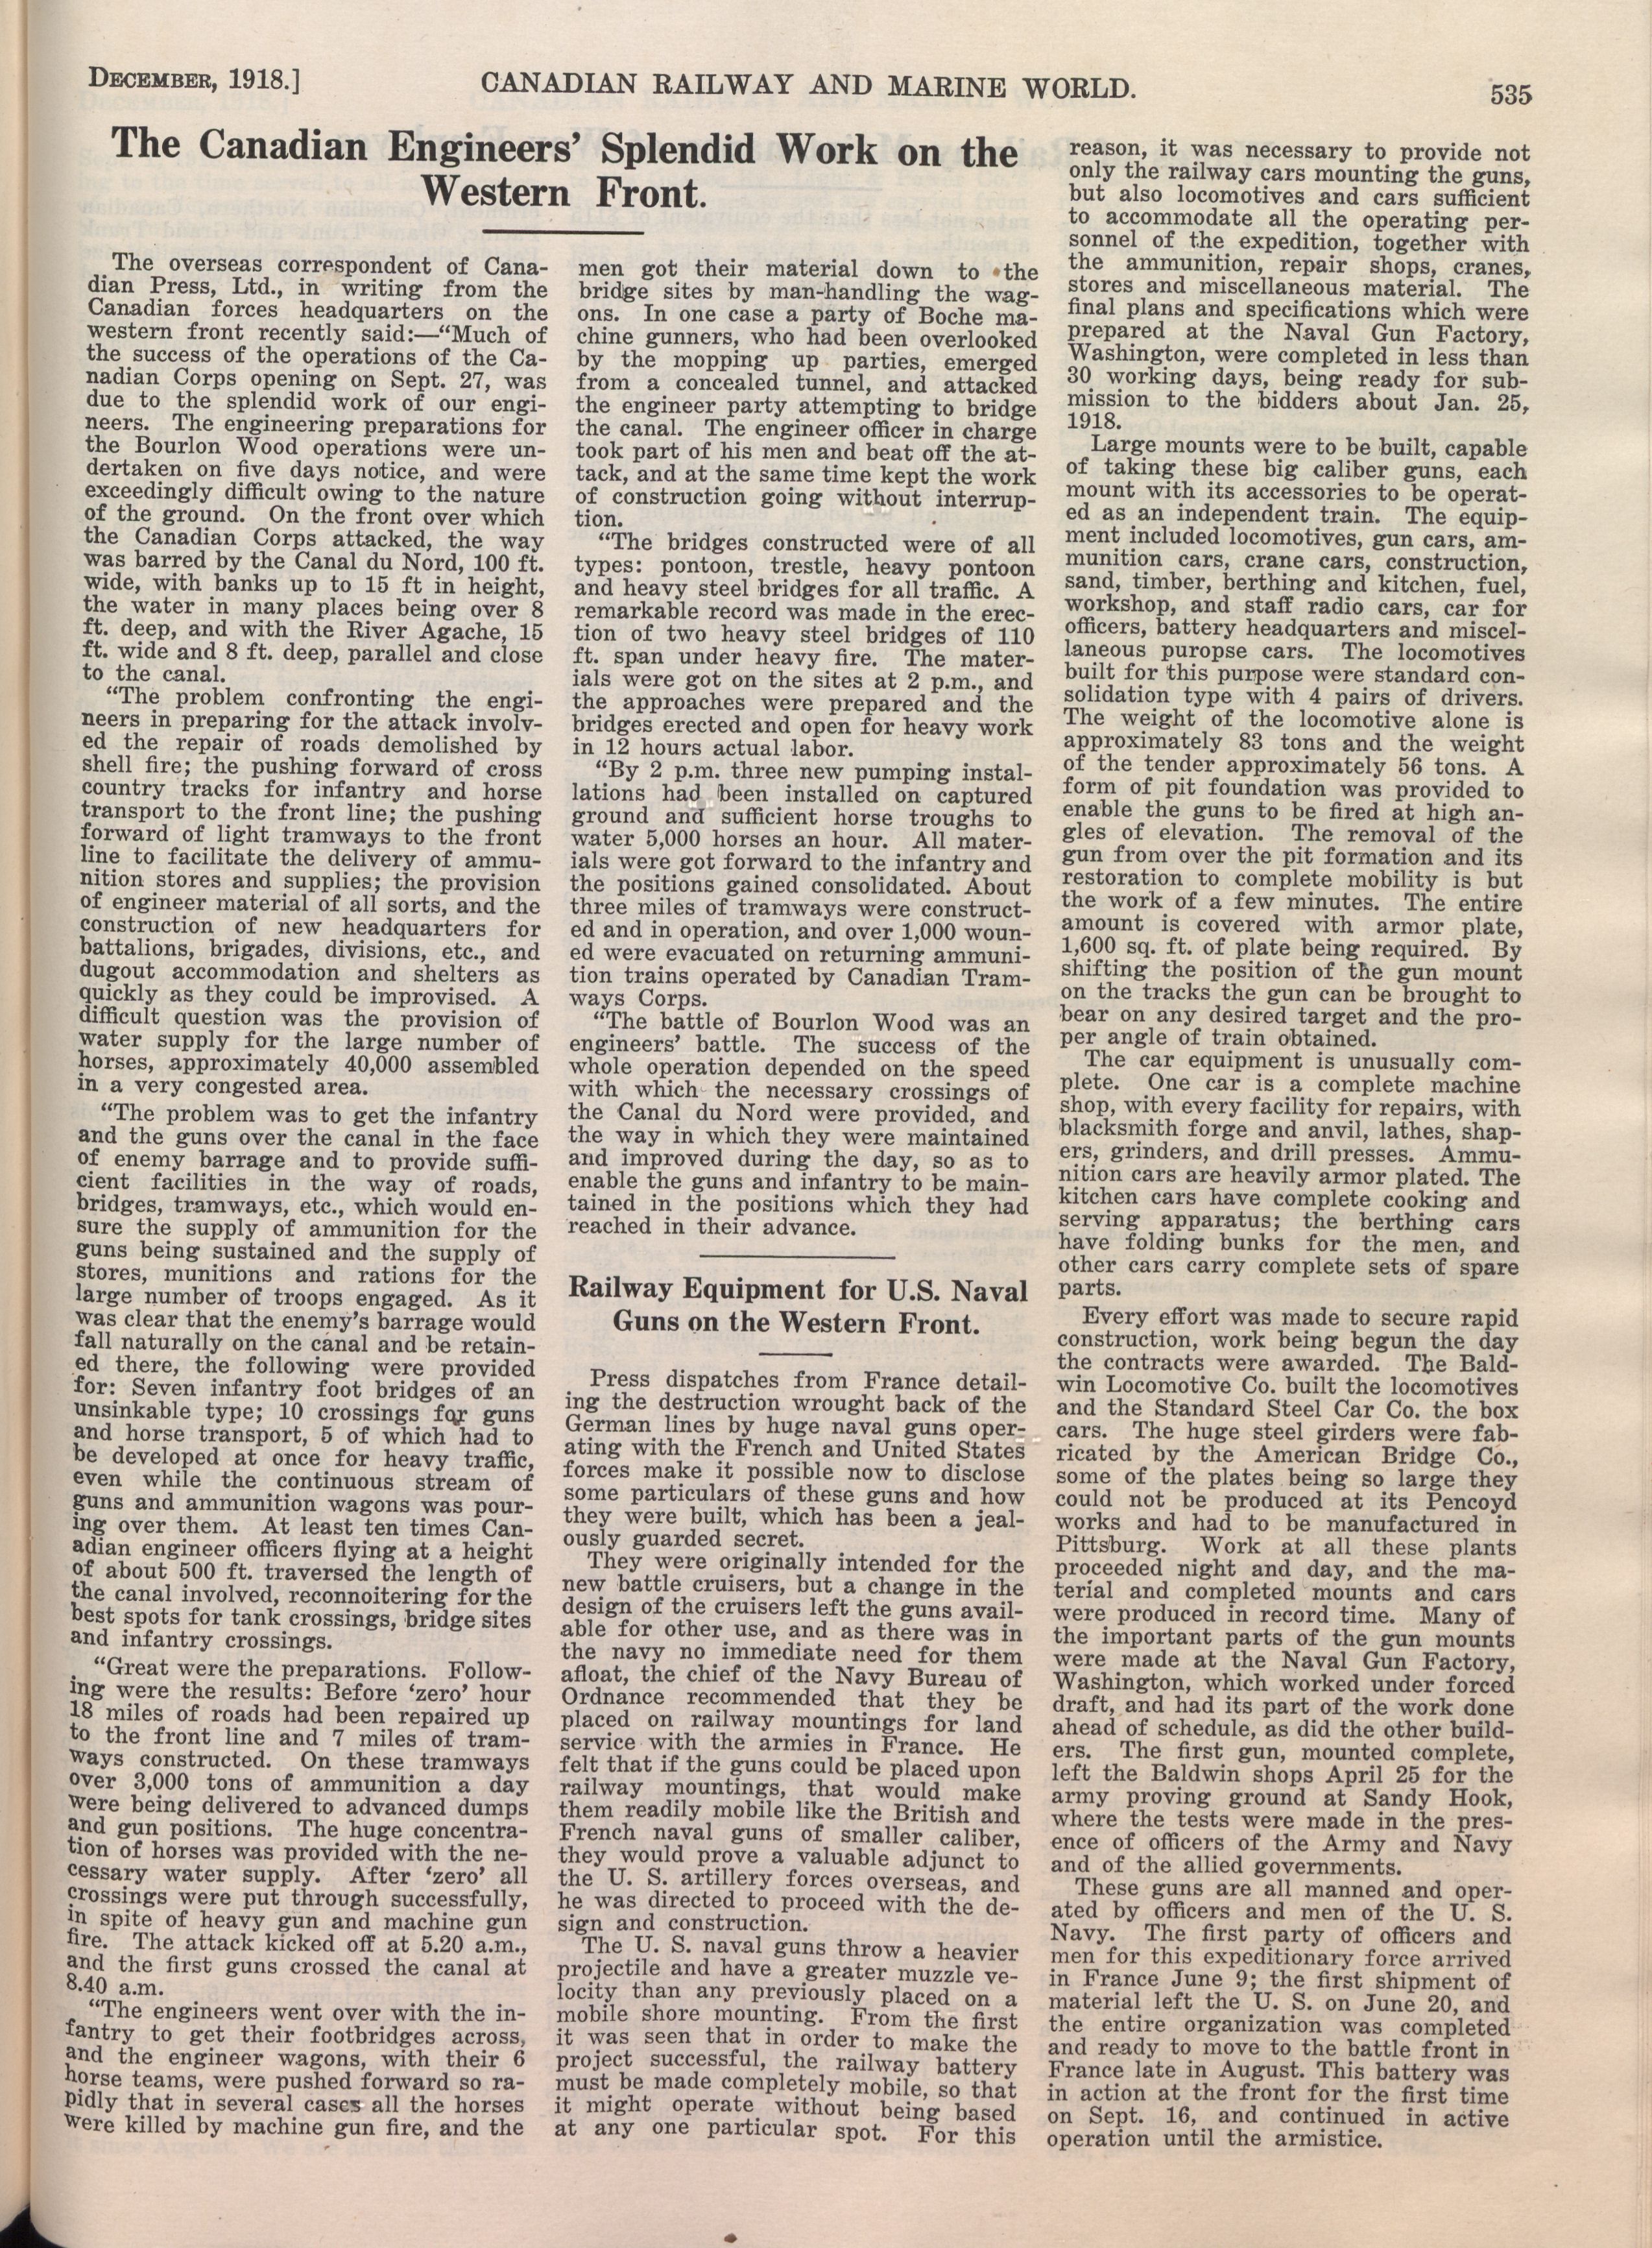 DECEMBER, 1918.]
CANADIAN RAILWAY AND MARINE WORLD.
535
The Canadian Engineers’ Splendid Work on the
Western Front.
The overseas correspondent of Cana-
dian Press, Ltd., in writing from the
Canadian forces headquarters on the
western front recently said:—“Much of
the success of the operations of the Ca-
nadian Corps opening on Sept. 27, was
due to the splendid work of our engi-
neers. The engineering preparations for
the Bourlon Wood operations were un-
dertaken on five days notice, and were
exceedingly difficult owing to the nature
of the ground. On the front over which
the Canadian Corps attacked, the way
was barred by the Canal du Nord, 100 ft.
wide, with banks up to 15 ft in height,
the water in many places being over 8
ft. deep, and with the River Agache, 15
ft. wide and 8 ft. deep, parallel and close
to the canal.
“The problem confronting the engi-
neers in preparing for the attack involv-
ed the repair of roads demolished by
shell fire; the pushing forward of cross
country tracks for infantry and horse
transport to the front line; the pushing
forward of light tramways to the front
line to facilitate the delivery of ammu-
nition stores and supplies; the provision
of engineer material of all sorts, and the
construction of new headquarters for
battalions, brigades, divisions, etc., and
dugout accommodation and shelters as
quickly as they could be improvised. A
difficult question was the provision of
water supply for the large number of
horses, approximately 40,000 assembled
in a very congested area.
“The problem was to get the infantry
and the guns over the canal in the face
of enemy barrage and to provide suffi-
cient facilities in the way of roads,
bridges, tramways, etc., which would en-
sure the supply of ammunition for the
guns being sustained and the supply of
stores, munitions and rations for the
large number of troops engaged. As it
was clear that the enemy’s barrage would
fall naturally on the canal and be retain-
ed there, the following were provided
for: Seven infantry foot bridges of an
unsinkable type; 10 crossings for guns
and horse transport, 5 of which had to
be developed at once for heavy traffic,
even while the continuous stream of
guns and ammunition wagons was pour-
ing over them. At least ten times Can-
adian engineer officers flying at a height
of about 500 ft. traversed the length of
the canal involved, reconnoitering for the
best spots for tank crossings, bridge sites
and infantry crossings.
“Great were the preparations. Follow-
ing were the results: Before ‘zero’ hour
18 miles of roads had been repaired up
to the front line and 7 miles of tram-
ways constructed. On these tramways
over 3,000 tons of ammunition a day
were being delivered to advanced dumps
and gun positions. The huge concentra-
tion of horses was provided with the ne-
cessary water supply. After ‘zero’ all
crossings were put through successfully,
in spite of heavy gun and machine gun
fire. The attack kicked off at 5.20 a.m.,
and the first guns crossed the canal at
8.40 a.m.
“The engineers went over with the in-
fantry to get their footbridges across,
and the engineer wagons, with their 6
horse teams, were pushed forward so ra-
pidly that in several cases all the horses
were killed by machine gun fire, and the
men got their material down to the
bridge sites by man-handling the wag-
ons. In one case a party of Boche ma-
chine gunners, who had been overlooked
by the mopping up parties, emerged
from a concealed tunnel, and attacked
the engineer party attempting to bridge
the canal. The engineer officer in charge
took part of his men and beat off the at-
tack, and at the same time kept the work
of construction going without interrup-
tion.
“The bridges constructed were of all
types: pontoon, trestle, heavy pontoon
and heavy steel bridges for all traffic. A
remarkable record was made in the erec-
tion of two heavy steel bridges of 110
ft. span under heavy fire. The mater-
ials were got on the sites at 2 p.m., and
the approaches were prepared and the
bridges erected and open for heavy work
in 12 hours actual labor.
“By 2 p.m. three new pumping instal-
lations had been installed on captured
ground and sufficient horse troughs to
water 5,000 horses an hour. All mater-
ials were got forward to the infantry and
the positions gained consolidated. About
three miles of tramways were construct-
ed and in operation, and over 1,000 woun-
ed were evacuated on returning ammuni-
tion trains operated by Canadian Tram-
ways Corps.
“The battle of Bourlon Wood was an
engineers’ battle. The success of the
whole operation depended on the speed
with which the necessary crossings of
the Canal du Nord were provided, and
the way in which they were maintained
and improved during the day, so as to
enable the guns and infantry to be main-
tained in the positions which they had
reached in their advance.
Railway Equipment for U.S. Naval
Guns on the Western Front.
Press dispatches from France detail-
ing the destruction wrought back of the
German lines by huge naval guns oper-
ating with the French and United States
forces make it possible now to disclose
some particulars of these guns and how
they were built, which has been a jeal-
ously guarded secret.
They were originally intended for the
new battle cruisers, but a change in the
design of the cruisers left the guns avail-
able for other use, and as there was in
the navy no immediate need for them
afloat, the chief of the Navy Bureau of
Ordnance recommended that they be
placed on railway mountings for land
service with the armies in France. He
felt that if the guns could be placed upon
railway mountings, that would make
them readily mobile like the British and
French naval guns of smaller caliber,
they would prove a valuable adjunct to
the U. S. artillery forces overseas, and
he was directed to proceed with the de-
sign and construction.
The U. S. naval guns throw a heavier
projectile and have a greater muzzle ve-
locity than any previously placed on a
mobile shore mounting. From the first
it was seen that in order to make the
project successful, the railway battery
must be made completely mobile, so that
it might operate without being based
at any one particular spot. For this
reason, it was necessary to provide not
only the railway cars mounting the guns,
but also locomotives and cars sufficient
to accommodate all the operating per-
sonnel of the expedition, together with
the ammunition, repair shops, cranes,
stores and miscellaneous material. The
final plans and specifications which were
prepared at the Naval Gun Factory,
Washington, were completed in less than
30 working days, being ready for sub-
mission to the bidders about Jan. 25,
1918.
Large mounts were to be built, capable
of taking these big caliber guns, each
mount with its accessories to be operat-
ed as an independent train. The equip-
ment included locomotives, gun cars, am-
munition cars, crane cars, construction,
sand, timber, berthing and kitchen, fuel,
workshop, and staff radio cars, car for
officers, battery headquarters and miscel-
laneous puropse cars. The locomotives
built for this purpose were standard con-
solidation type with 4 pairs of drivers.
The weight of the locomotive alone is
approximately 83 tons and the weight
of the tender approximately 56 tons. A
form of pit foundation was provided to
enable the guns to be fired at high an-
gles of elevation. The removal of the
gun from over the pit formation and its
restoration to complete mobility is but
the work of a few minutes. The entire
amount is covered with armor plate,
1,600 sq. ft. of plate being required. By
shifting the position of the gun mount
on the tracks the gun can be brought to
bear on any desired target and the pro-
per angle of train obtained.
The car equipment is unusually com-
plete. One car is a complete machine
shop, with every facility for repairs, with
blacksmith forge and anvil, lathes, shap-
ers, grinders, and drill presses. Ammu-
nition cars are heavily armor plated. The
kitchen cars have complete cooking and
serving apparatus; the berthing cars
have folding bunks for the men, and
other cars carry complete sets of spare
parts.
Every effort was made to secure rapid
construction, work being begun the day
the contracts were awarded. The Bald-
win Locomotive Co. built the locomotives
and the Standard Steel Car Co. the box
cars. The huge steel girders were fab-
ricated by the American Bridge Co.,
some of the plates being so large they
could not be produced at its Pencoyd
works and had to be manufactured in
Pittsburg. Work at all these plants
proceeded night and day, and the ma-
terial and completed mounts and cars
were produced in record time. Many of
the important parts of the gun mounts
were made at the Naval Gun Factory,
Washington, which worked under forced
draft, and had its part of the work done
ahead of schedule, as did the other build-
ers. The first gun, mounted complete,
left the Baldwin shops April 25 for the
army proving ground at Sandy Hook,
where the tests were made in the pres-
ence of officers of the Army and Navy
and of the allied governments.
These guns are all manned and oper-
ated by officers and men of the U. S.
Navy. The first party of officers and
men for this expeditionary force arrived
in France June 9; the first shipment of
material left the U. S. on June 20, and
the entire organization was completed
and ready to move to the battle front in
France late in August. This battery was
in action at the front for the first time
on Sept. 16, and continued in active
operation until the armistice.